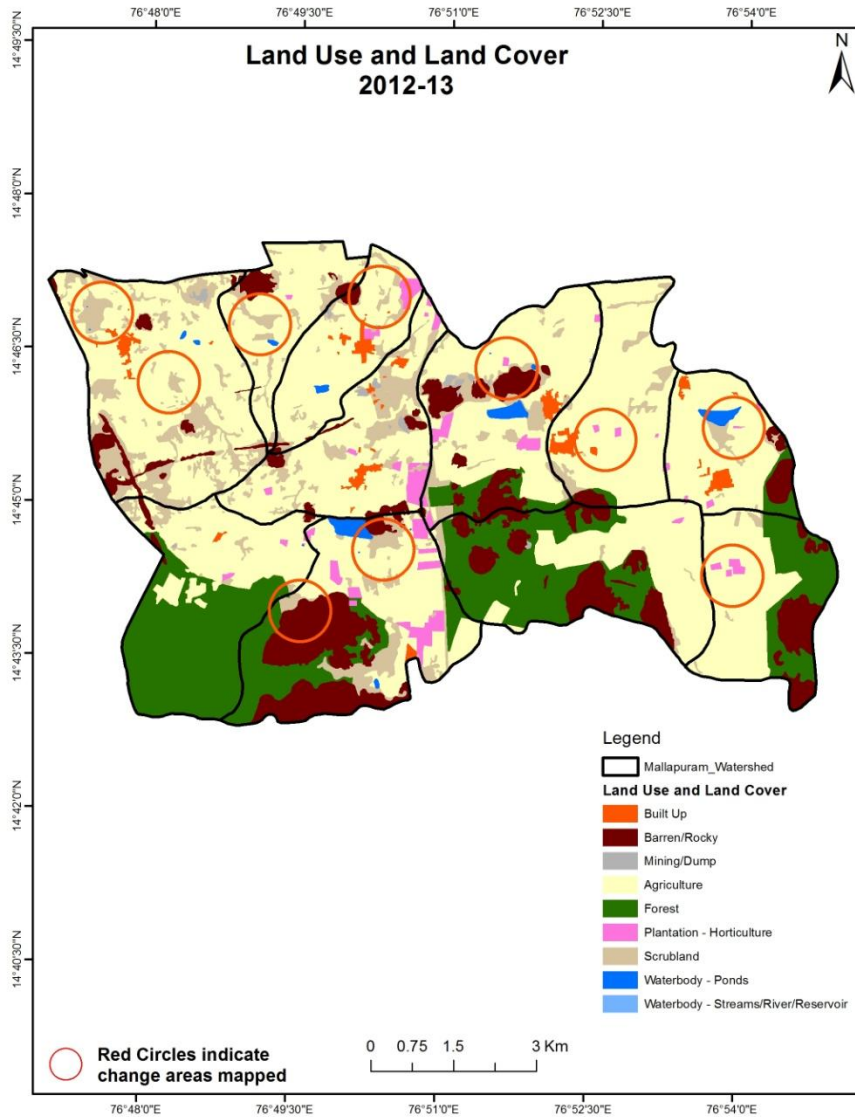 76°48'0"E 76°49'30"E 76°51'0"E 76°52'30"E 76°54'0"E
14°49'30"N
Land Use and Land Cover
2012-13
N
14°48'0"N
14°46'30"N
14°45'0"N
14°43'30"N
14°42'0"N
14°40'30"N
Legend
Mallapuram_Watershed
Land Use and Land Cover
Built Up
Barren/Rocky
Mining/Dump
Agriculture
Forest
Plantation - Horticulture
Scrubland
Waterbody - Ponds
Waterbody - Streams/River/Reservoir
Red Circles indicate
change areas mapped
0 0.75 1.5 3 Km
76°48'0"E 76°49'30"E 76°51'0"E 76°52'30"E 76°54'0"E